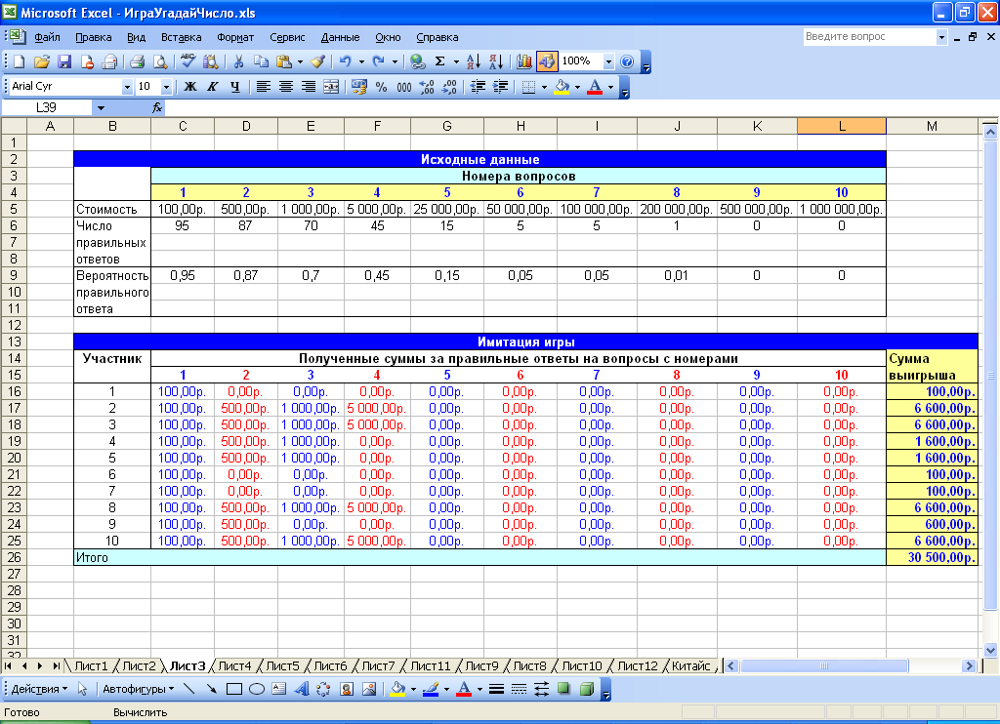 Microsoft Excel - ИграУгадайЧисло.xls
Файл Правка Вид Вставка Формат Сервис Данные Окно Справка Введите вопрос
100%
Arial Cyr 10 Ж К Ч % 000
L39 fx
A B C D E F G H I J K L M
1
2 Исходные данные
3 Номера вопросов
4 1 2 3 4 5 6 7 8 9 10
5 Стоимость 100,00р. 500,00р. 1 000,00р. 5 000,00р. 25 000,00р. 50 000,00р. 100 000,00р. 200 000,00р. 500 000,00р. 1 000 000,00р.
6 Число 95 87 70 45 15 5 5 1 0 0
7 правильных
8 ответов
9 Вероятность 0,95 0,87 0,7 0,45 0,15 0,05 0,05 0,01 0 0
10 правильного
11 ответа
12
13 Имитация игры
14 Участник Полученные суммы за правильные ответы на вопросы с номерами Сумма
15 1 2 3 4 5 6 7 8 9 10 выигрыша
16 1 100,00р. 0,00р. 0,00р. 0,00р. 0,00р. 0,00р. 0,00р. 0,00р. 0,00р. 0,00р. 100,00р.
17 2 100,00р. 500,00р. 1 000,00р. 5 000,00р. 0,00р. 0,00р. 0,00р. 0,00р. 0,00р. 0,00р. 6 600,00р.
18 3 100,00р. 500,00р. 1 000,00р. 5 000,00р. 0,00р. 0,00р. 0,00р. 0,00р. 0,00р. 0,00р. 6 600,00р.
19 4 100,00р. 500,00р. 1 000,00р. 0,00р. 0,00р. 0,00р. 0,00р. 0,00р. 0,00р. 0,00р. 1 600,00р.
20 5 100,00р. 500,00р. 1 000,00р. 0,00р. 0,00р. 0,00р. 0,00р. 0,00р. 0,00р. 0,00р. 1 600,00р.
21 6 100,00р. 0,00р. 0,00р. 0,00р. 0,00р. 0,00р. 0,00р. 0,00р. 0,00р. 0,00р. 100,00р.
22 7 100,00р. 0,00р. 0,00р. 0,00р. 0,00р. 0,00р. 0,00р. 0,00р. 0,00р. 0,00р. 100,00р.
23 8 100,00р. 500,00р. 1 000,00р. 5 000,00р. 0,00р. 0,00р. 0,00р. 0,00р. 0,00р. 0,00р. 6 600,00р.
24 9 100,00р. 500,00р. 0,00р. 0,00р. 0,00р. 0,00р. 0,00р. 0,00р. 0,00р. 0,00р. 600,00р.
25 10 100,00р. 500,00р. 1 000,00р. 5 000,00р. 0,00р. 0,00р. 0,00р. 0,00р. 0,00р. 0,00р. 6 600,00р.
26 Итого 30 500,00р.
27
28
29
30
31
32
Лист1 Лист2 Лист3 Лист4 Лист5 Лист6 Лист7 Лист11 Лист9 Лист8 Лист10 Лист12 Китайс
Действия Автофигуры
Готово Вычислить